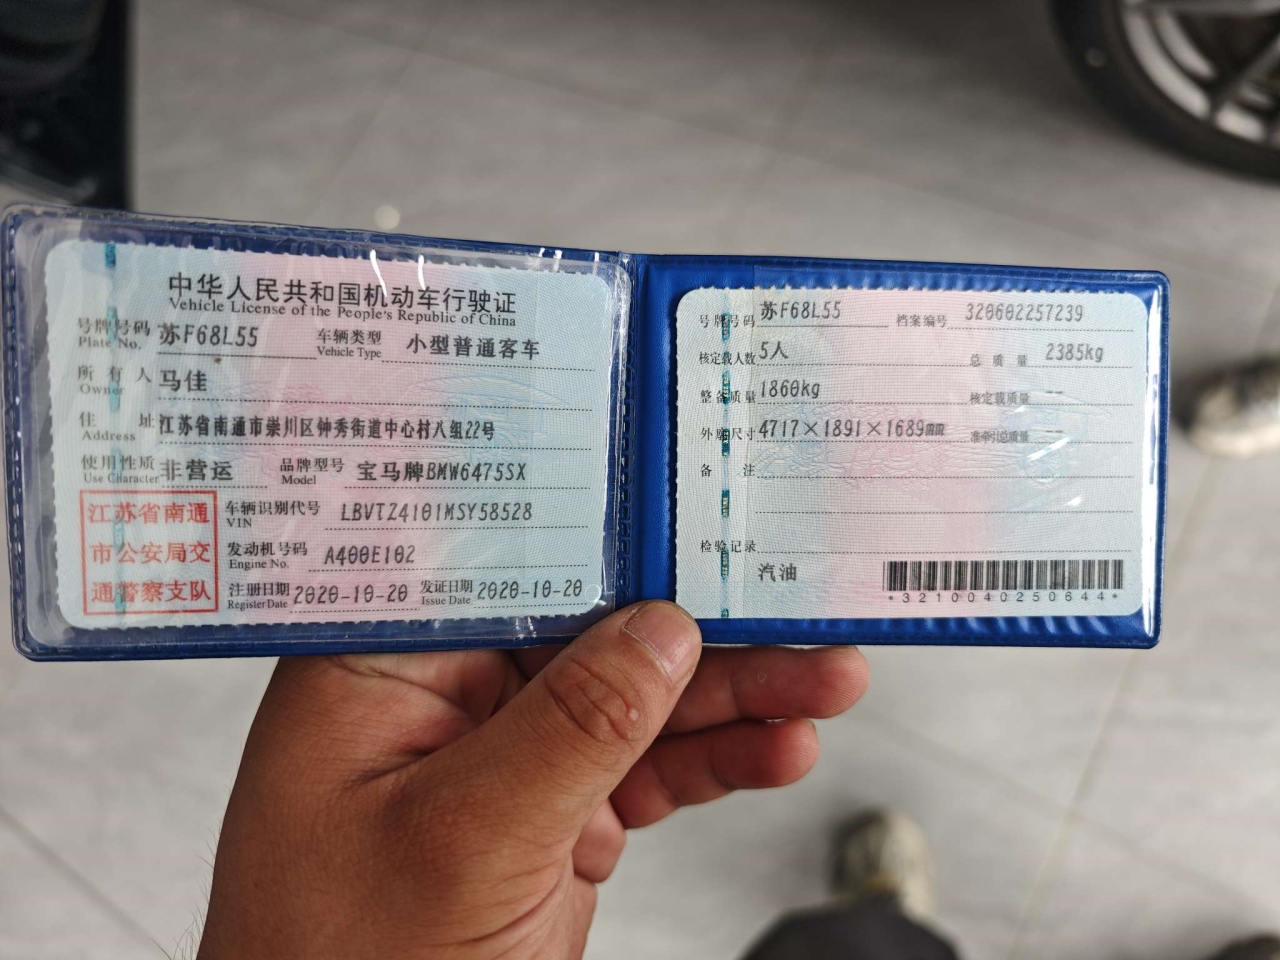 中华人民共和国机动车行驶证
Vehicle License of the People's Republic of China
号牌号码 苏F68L55 车辆类型 小型普通客车
Plate No. Vehicle Type
所有人 马佳
Owner
住址 江苏省南通市崇川区钟秀街道中心村八组22号
Address
使用性质 非营运 品牌型号 宝马牌BMW6475SX
Use Character Model
江苏省南通
市公安局交
通警察支队
车辆识别代号 LBVTZ4101MSY58528
VIN
发动机号码 A400E102
Engine No.
注册日期 2020-10-20 发证日期 2020-10-20
Register Date Issue Date
号牌号码 苏F68L55 档案编号 320602257239
核定载人数 5人 总质量 2385kg
整备质量 1860kg 核定载质量 --
外廓尺寸 4717×1891×1689mm 准牵引总质量 --
备注
检验记录
汽油
*3210040250644*